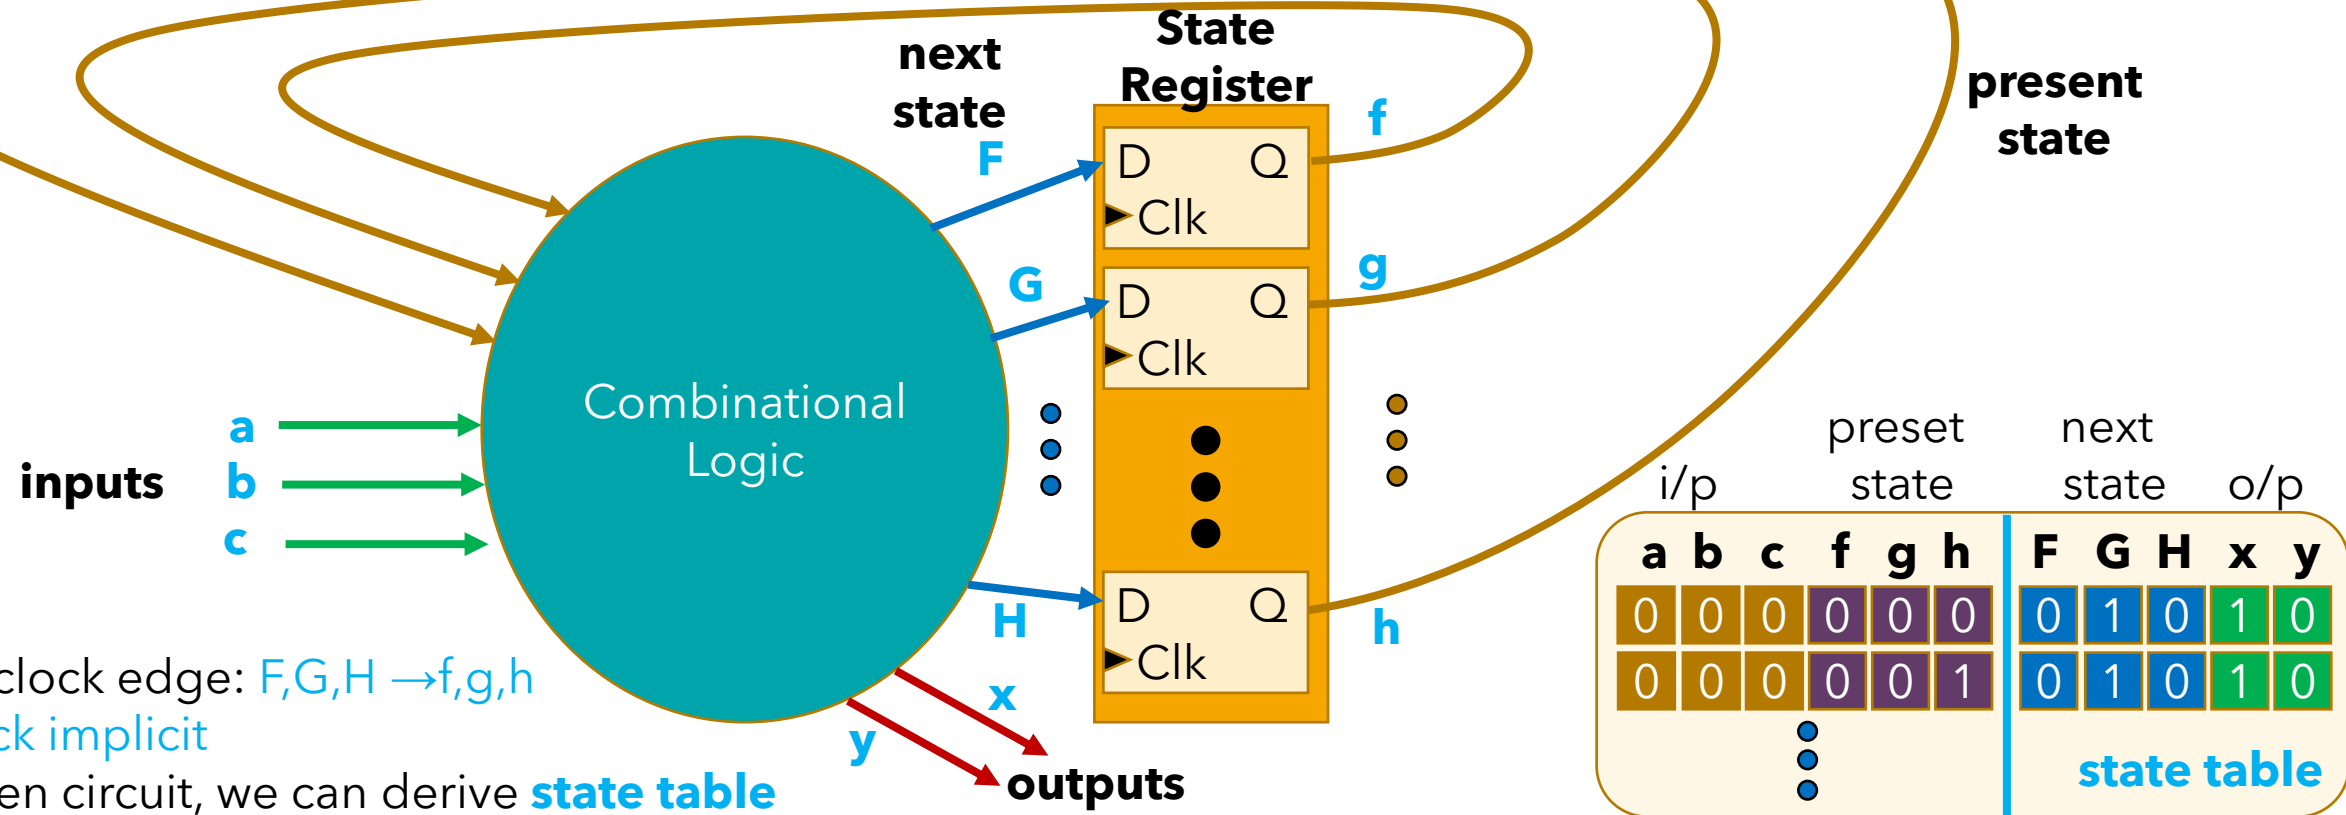 State
Register
next
state
present
state
F
f
D Q
Clk
G
g
D Q
Clk
Combinational
Logic
inputs
a
b
c
H
h
D Q
Clk
x
y
outputs
clock edge: F,G,H →f,g,h
ck implicit
en circuit, we can derive state table
preset next
i/p state state o/p
a b c f g h F G H x y
0 0 0 0 0 0 0 1 0 1 0
0 0 0 0 0 1 0 1 0 1 0
state table